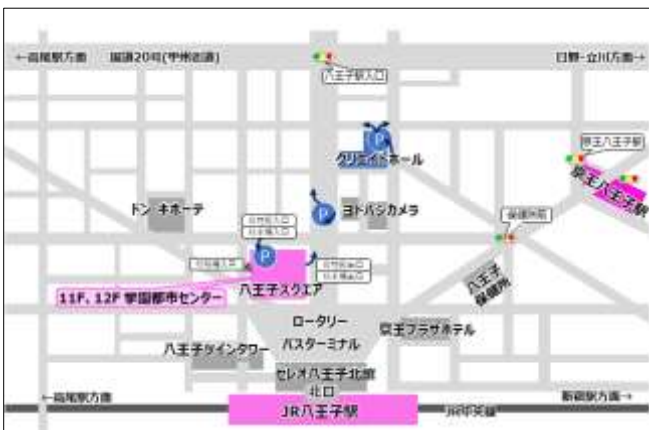 ←高尾駅方面
国道20号(甲州街道)
日野・立川方面→
八王子駅入口
京王八王子駅
クリエイトホール
京王八王子駅
ドン キホーテ
ヨドバシカメラ
保健所前
八王子
保健所
八王子スクエア
11F, 12F 学園都市センター
ロータリー
バスターミナル
京王プラザホテル
八王子ツインタワー
セレオ八王子北館
北口
←高尾駅方面
JR八王子駅
JR中央線
新宿駅方面→